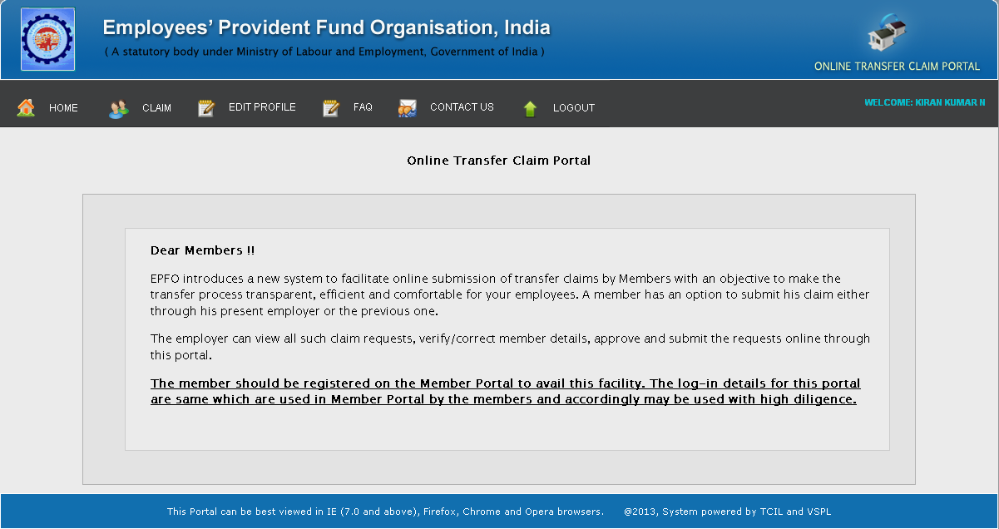 Employees’ Provident Fund Organisation, India
( A statutory body under Ministry of Labour and Employment, Government of India )
ONLINE TRANSFER CLAIM PORTAL
HOME CLAIM EDIT PROFILE FAQ CONTACT US LOGOUT
WELCOME: KIRAN KUMAR N
Online Transfer Claim Portal
Dear Members !!
EPFO introduces a new system to facilitate online submission of transfer claims by Members with an objective to make the
transfer process transparent, efficient and comfortable for your employees. A member has an option to submit his claim either
through his present employer or the previous one.
The employer can view all such claim requests, verify/correct member details, approve and submit the requests online through
this portal.
The member should be registered on the Member Portal to avail this facility. The log-in details for this portal
are same which are used in Member Portal by the members and accordingly may be used with high diligence.
This Portal can be best viewed in IE (7.0 and above), Firefox, Chrome and Opera browsers. @2013, System powered by TCIL and VSPL